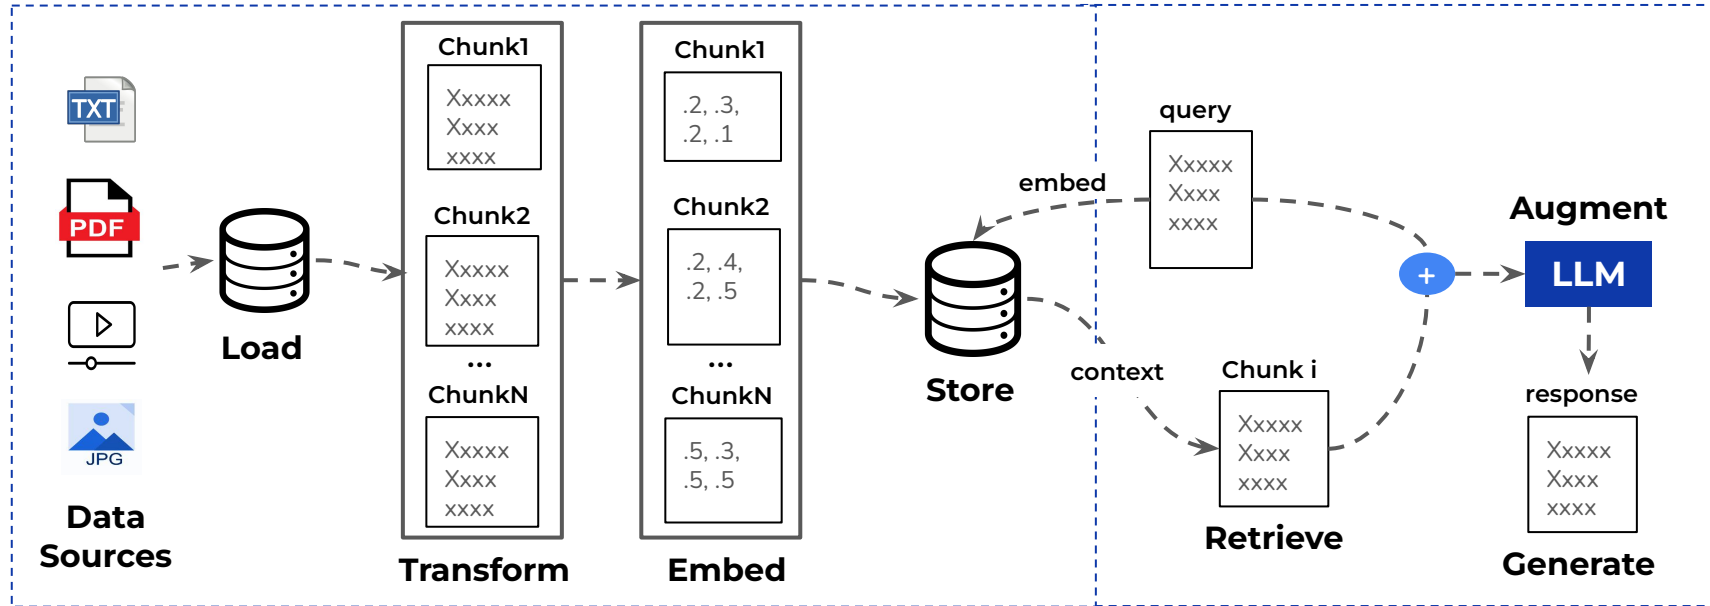 TXT
PDF
JPG
Data
Sources
Load
Chunk1
Xxxxx
Xxxx
xxxx
Chunk2
Xxxxx
Xxxx
xxxx
...
ChunkN
Xxxxx
Xxxx
xxxx
Transform
Chunk1
.2, .3,
.2, .1
Chunk2
.2, .4,
.2, .5
...
ChunkN
.5, .3,
.5, .5
Embed
Store
embed
query
Xxxxx
Xxxx
xxxx
context
Chunk i
Xxxxx
Xxxx
xxxx
Retrieve
+
Augment
LLM
response
Xxxxx
Xxxx
xxxx
Generate